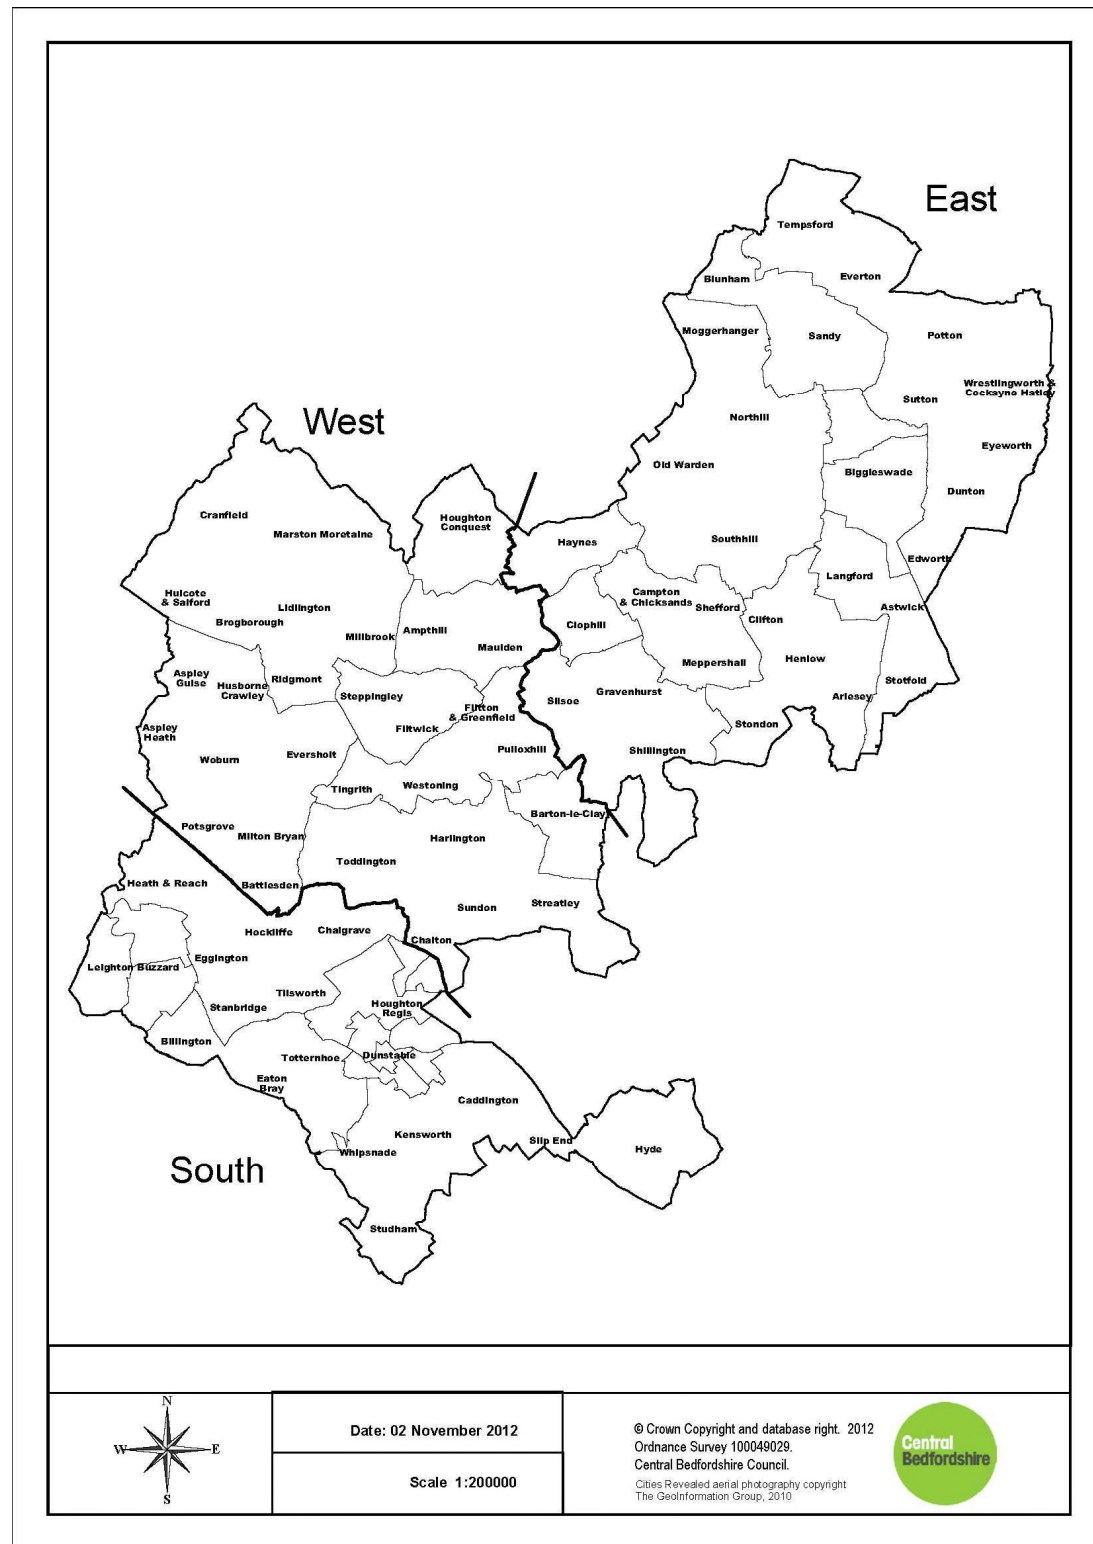 East
Tempsford
Everton
Blunham
Moggerhanger
Sandy
Potton
Wrestlingworth &
Cockayne Hatley
Sutton
Northill
Eyeworth
Old Warden
Biggleswade
Dunton
Southhill
Haynes
Edworth
Langford
Campton
& Chicksands
Shefford
Astwick
Clifton
Clophill
Henlow
Meppershall
Stotfold
Silsoe
Gravenhurst
Arlesey
Stondon
Shillington
West
Houghton
Conquest
Cranfield
Marston Moretaine
Hulcote
& Salford
Lidlington
Brogborough
Millbrook
Ampthill
Maulden
Aspley
Guise
Husborne
Crawley
Ridgmont
Steppingley
Flitton
& Greenfield
Flitwick
Aspley
Heath
Woburn
Eversholt
Pulloxhill
Tingrith
Westoning
Barton-le-Clay
Potsgrove
Milton Bryan
Harlington
Toddington
Battlesden
Sundon
Streatley
Chalton
Heath & Reach
Hockliffe
Chalgrave
Eggington
Leighton Buzzard
Tilsworth
Stanbridge
Houghton
Regis
Billington
Totternhoe
Dunstable
Eaton
Bray
Caddington
Kensworth
Slip End
Hyde
Whipsnade
South
Studham
N
W
E
S
Date: 02 November 2012
Scale 1:200000
© Crown Copyright and database right. 2012
Ordnance Survey 100049029.
Central Bedfordshire Council.
Cities Revealed aerial photography copyright
The GeoInformation Group, 2010
Central
Bedfordshire